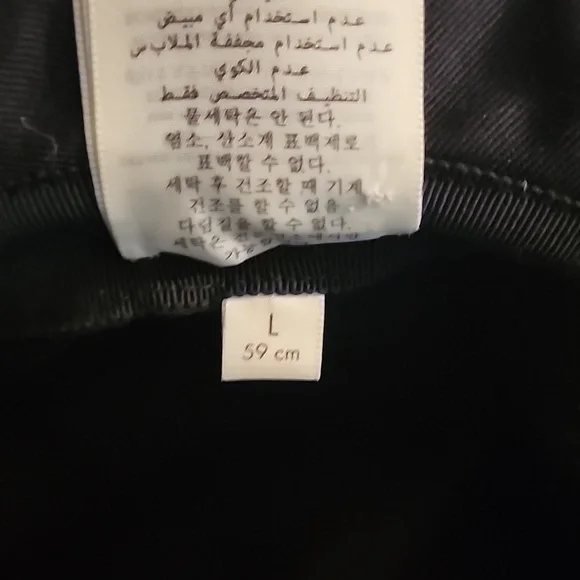 عدم استخدام أي مبيض
عدم استخدام مجففة الملابس
عدم الكوي
التنظيف المتخصص فقط
물세탁은 안 된다.
염소, 산소계 표백제로
표백할 수 없다.
세탁 후 건조할 때 기계
건조를 할 수 없음
다림질을 할 수 없다.
세탁은
L
59 cm